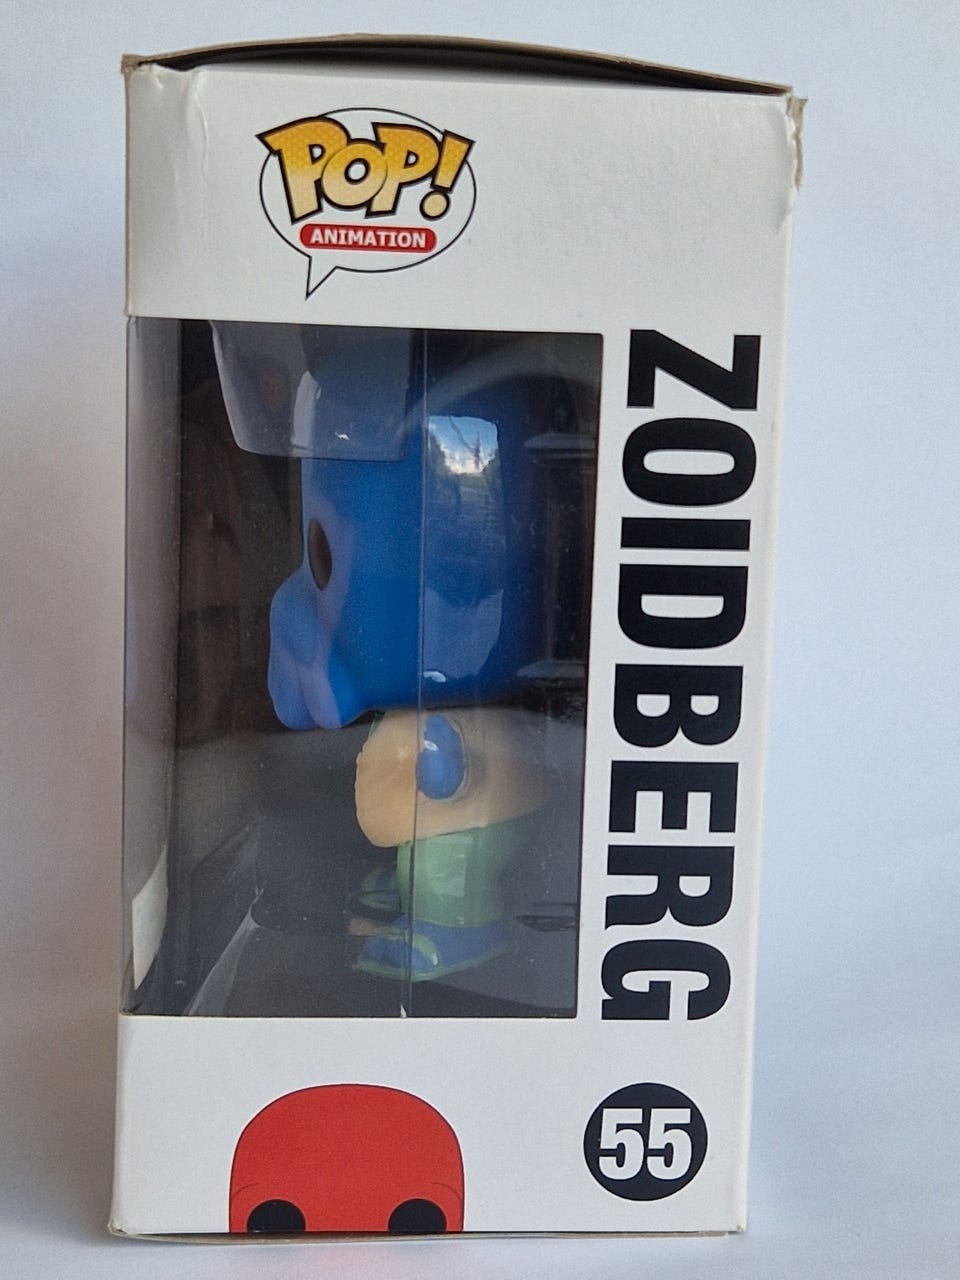 POP!
ANIMATION
ZOIDBERG
55